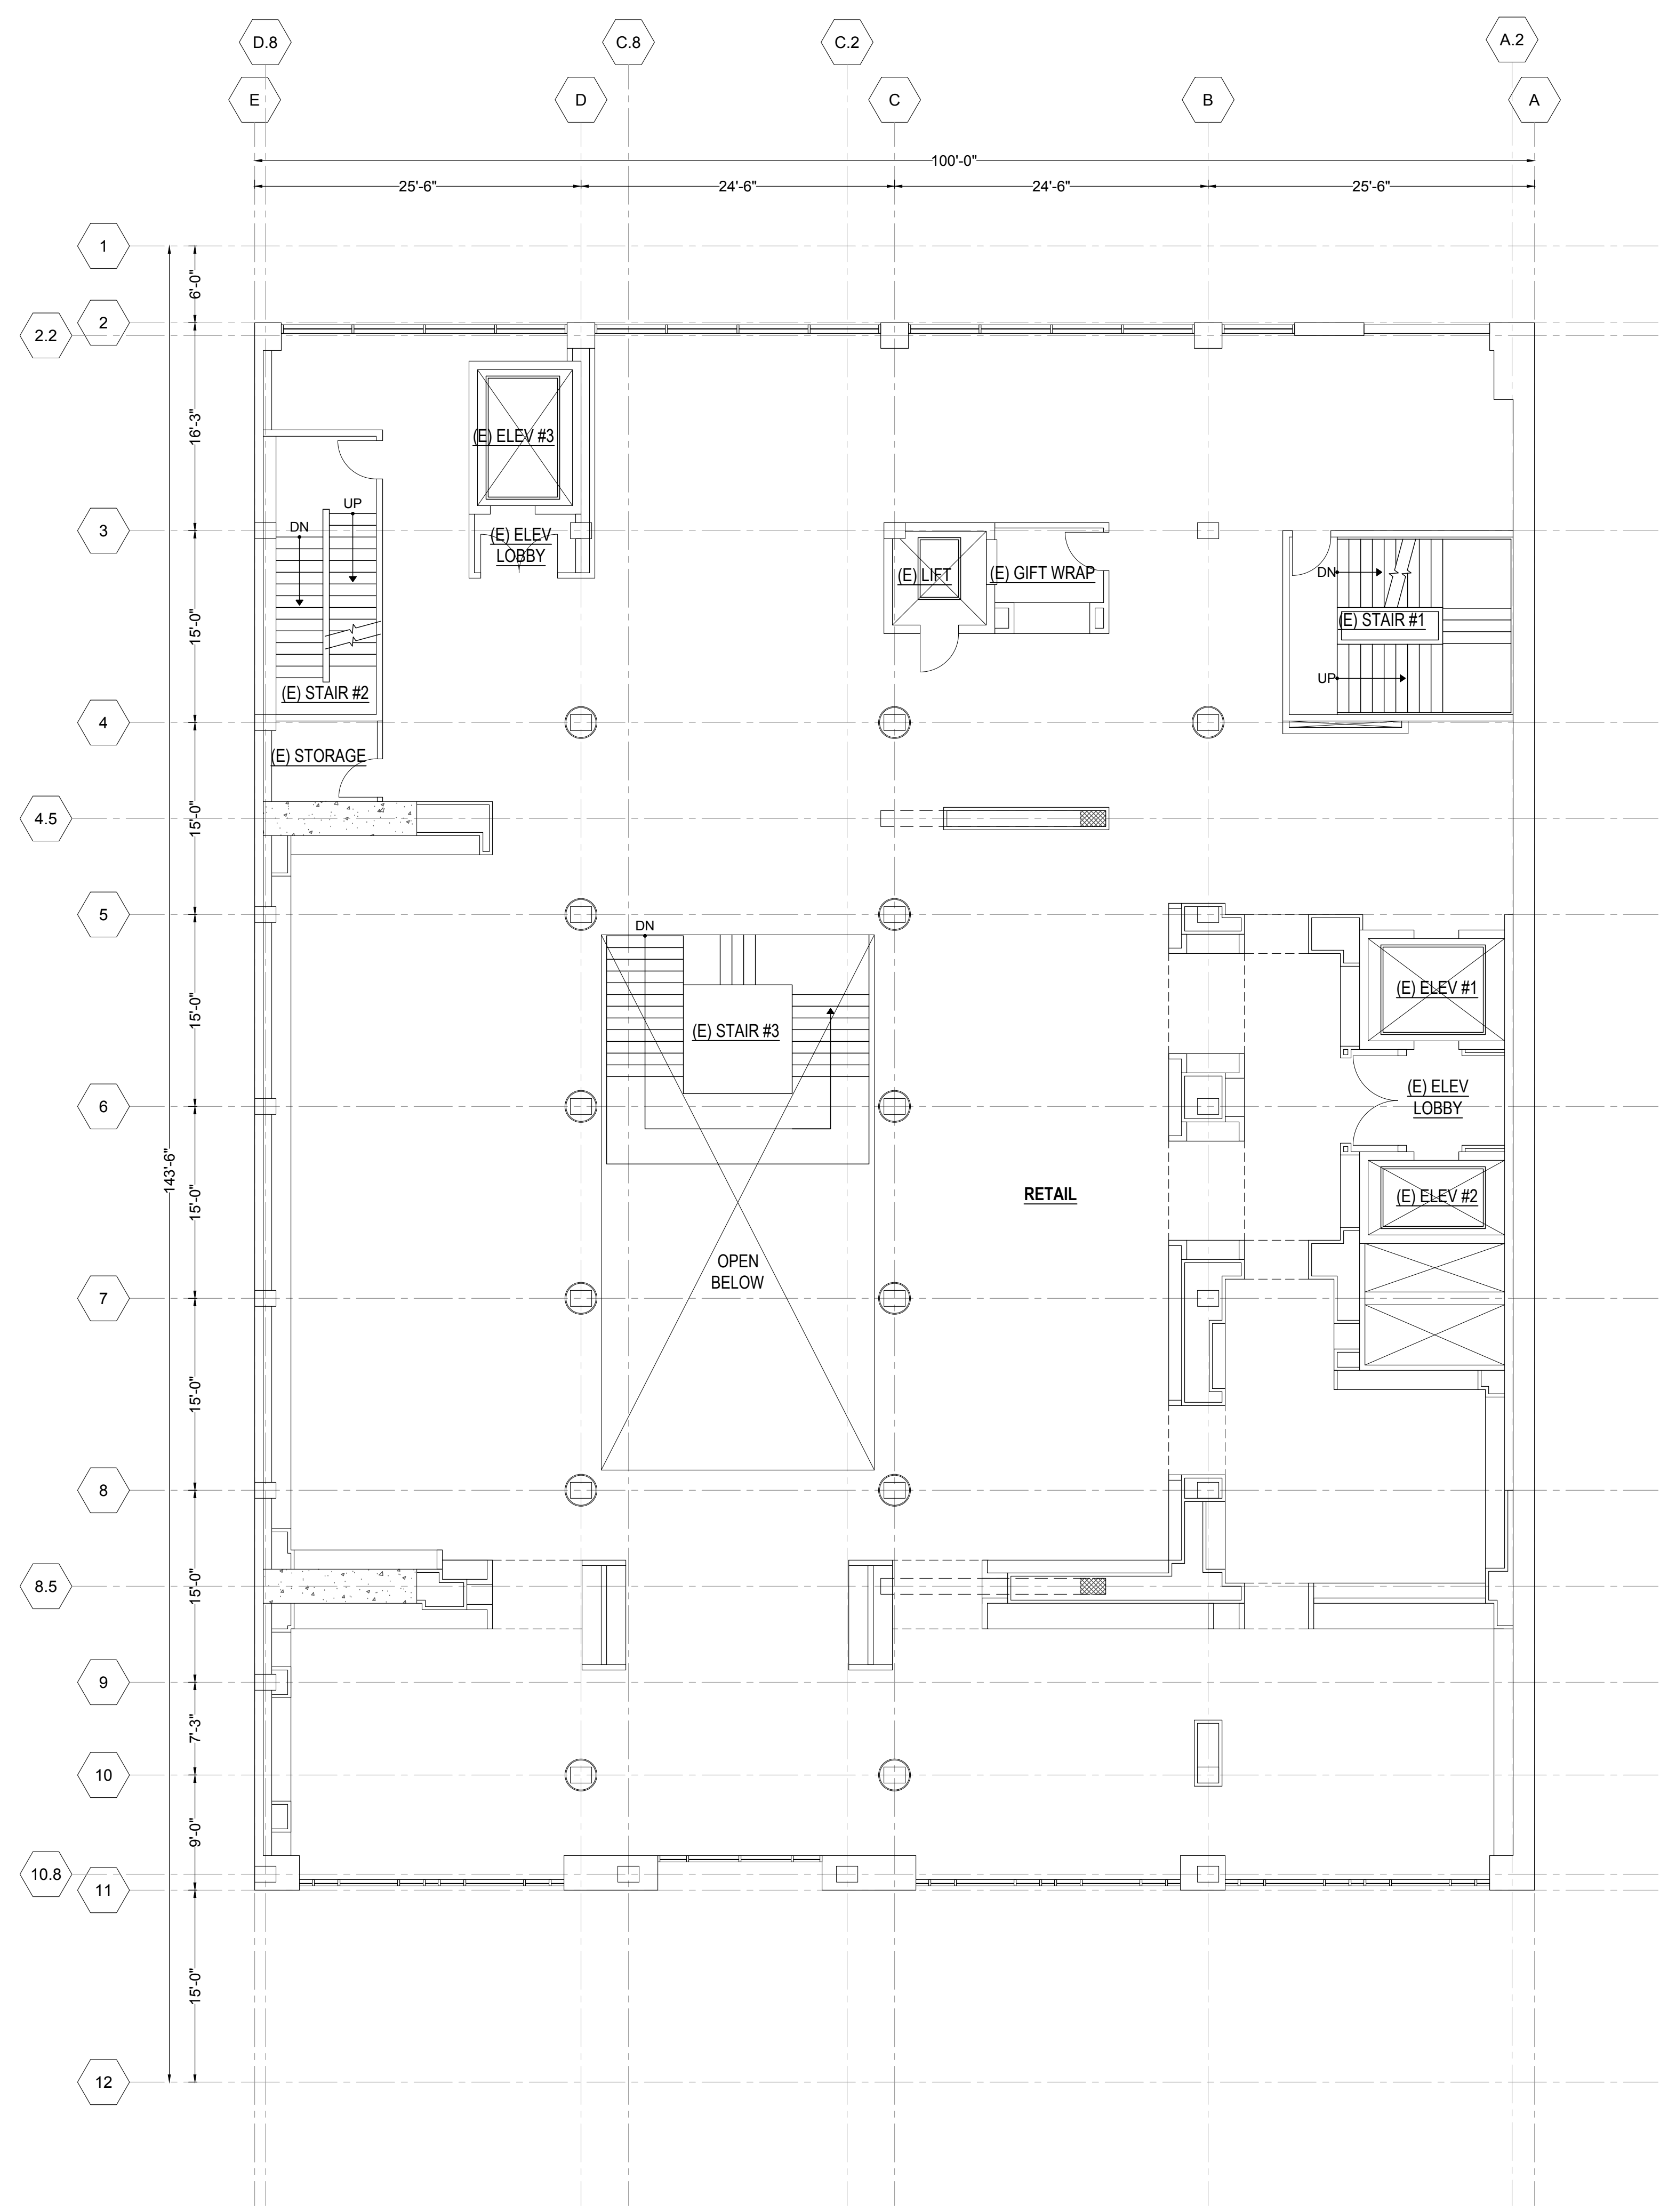 D.8
C.8
C.2
A.2
E
D
C
B
A
100'-0"
25'-6"
24'-6"
24'-6"
25'-6"
1
6'-0"
2
2.2
16'-3"
(E) ELEV #3
3
UP
DN
(E) ELEV
LOBBY
(E) LIFT
(E) GIFT WRAP
DN
(E) STAIR #1
UP
15'-0"
(E) STAIR #2
4
(E) STORAGE
4.5
15'-0"
5
DN
(E) STAIR #3
(E) ELEV #1
15'-0"
6
(E) ELEV
LOBBY
143'-6"
15'-0"
RETAIL
(E) ELEV #2
OPEN
BELOW
7
15'-0"
8
8.5
15'-0"
9
7'-3"
10
9'-0"
10.8
11
15'-0"
12